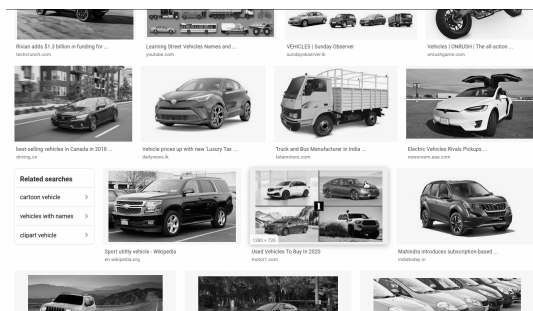 Rivian adds $1.3 billion in funding for ...
techcrunch.com
Learning Street Vehicles Names and ...
youtube.com
VEHICLES | Sunday Observer
sundayobserver.lk
Vehicles | ONRUSH | The all-action ...
onrushgame.com
best-selling vehicles in Canada in 2018 ...
driving.ca
Vehicle prices up with new 'Luxury Tax ...
dailynews.lk
Truck and Bus Manufacturer in India ...
tatamotors.com
Electric Vehicles Rivals Pickups ...
newsroom.aaa.com
Related searches
cartoon vehicle
vehicles with names
clipart vehicle
Sport utility vehicle - Wikipedia
en.wikipedia.org
1280 × 720
Used Vehicles To Buy In 2020
motor1.com
Mahindra introduces subscription-based ...
indiatoday.in